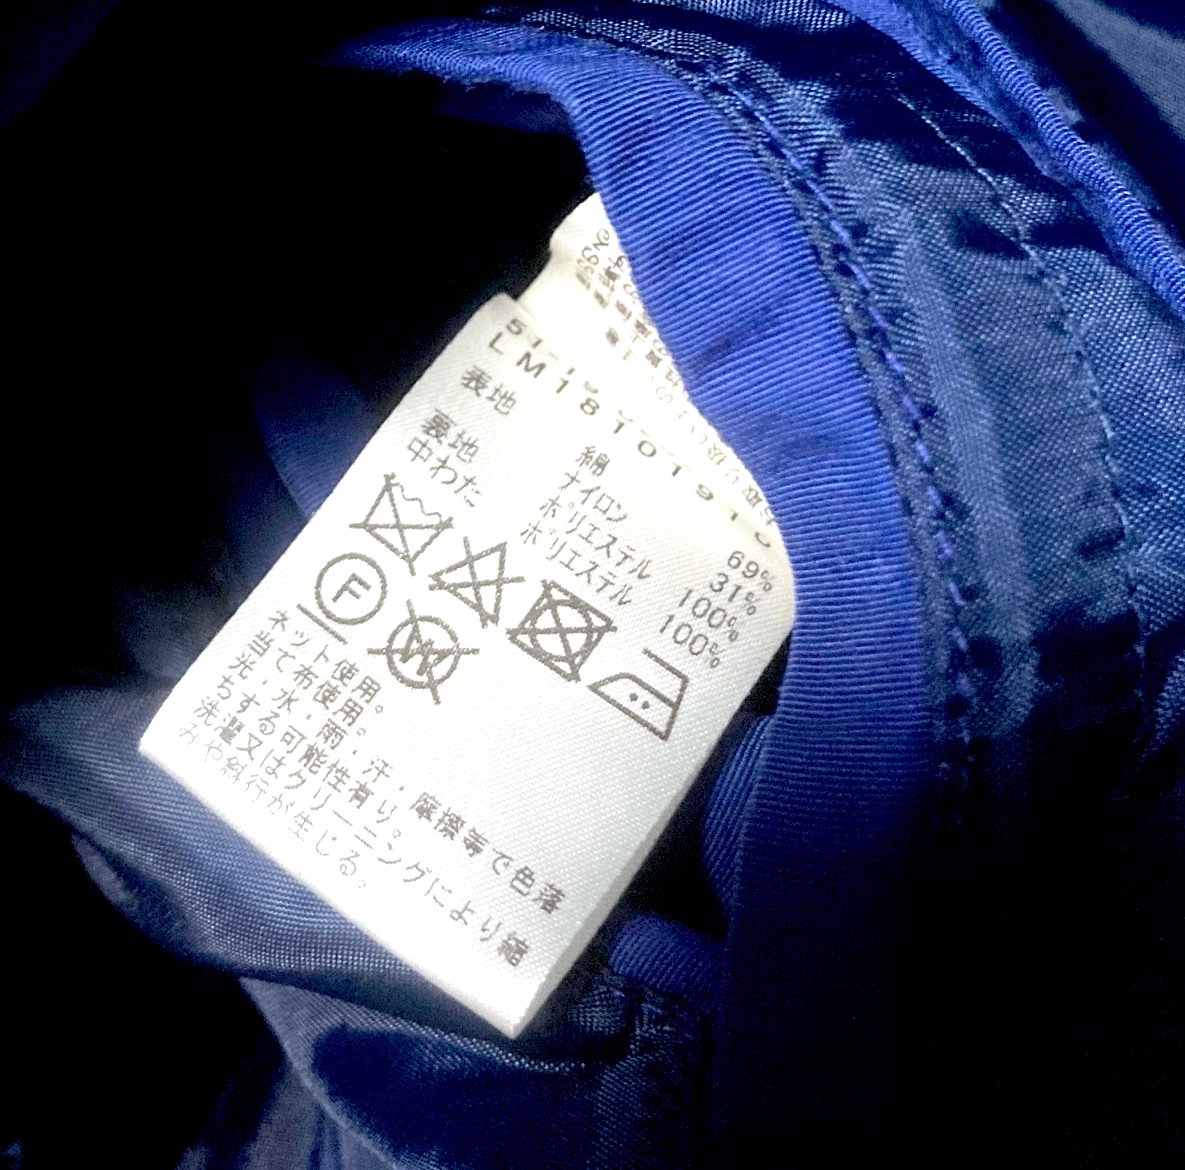 LM18101910
表地 綿 69%
ナイロン 31%
裏地 ポリエステル 100%
中わた ポリエステル 100%
F
W
ネット使用。
当て布使用。
光・水・雨・汗・摩擦等で色落
ちする可能性有り。
洗濯又はクリーニングにより縮
みや斜行が生じる。